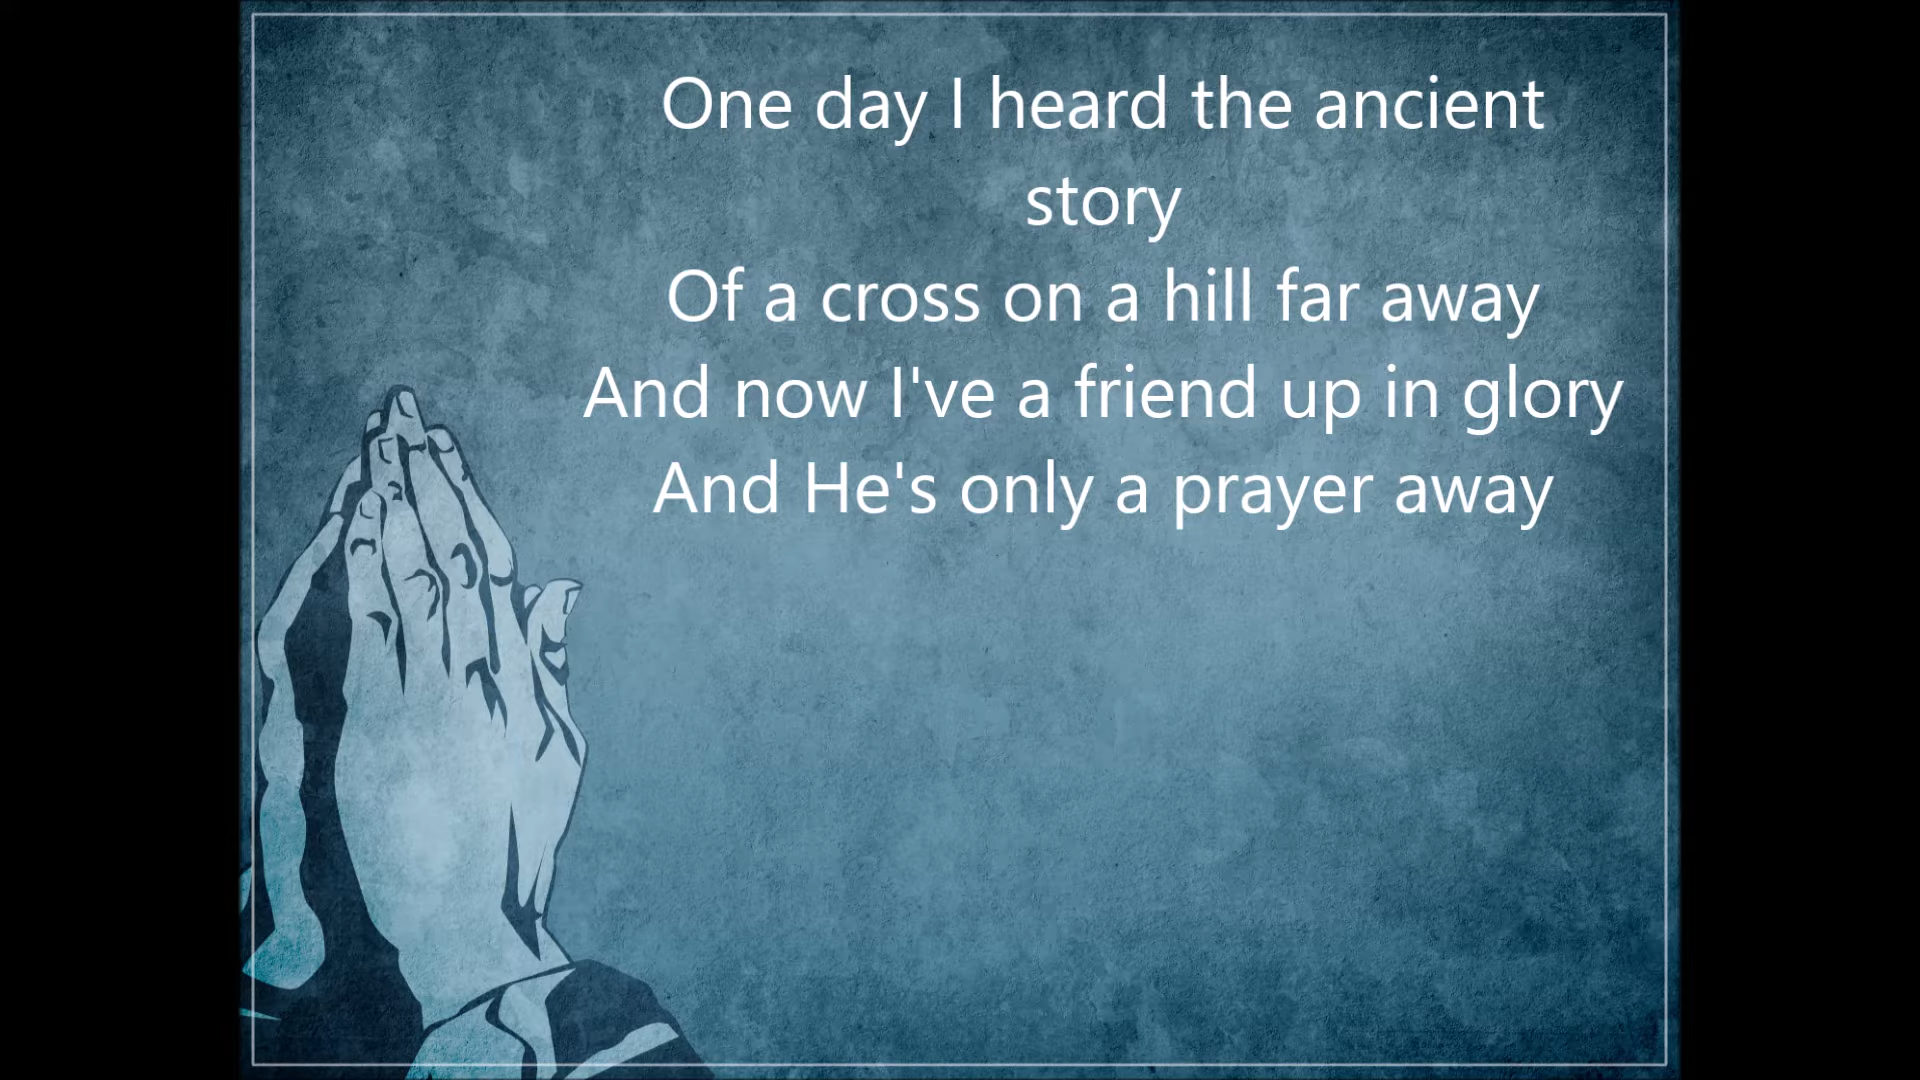 One day I heard the ancient
story
Of a cross on a hill far away
And now I've a friend up in glory
And He's only a prayer away